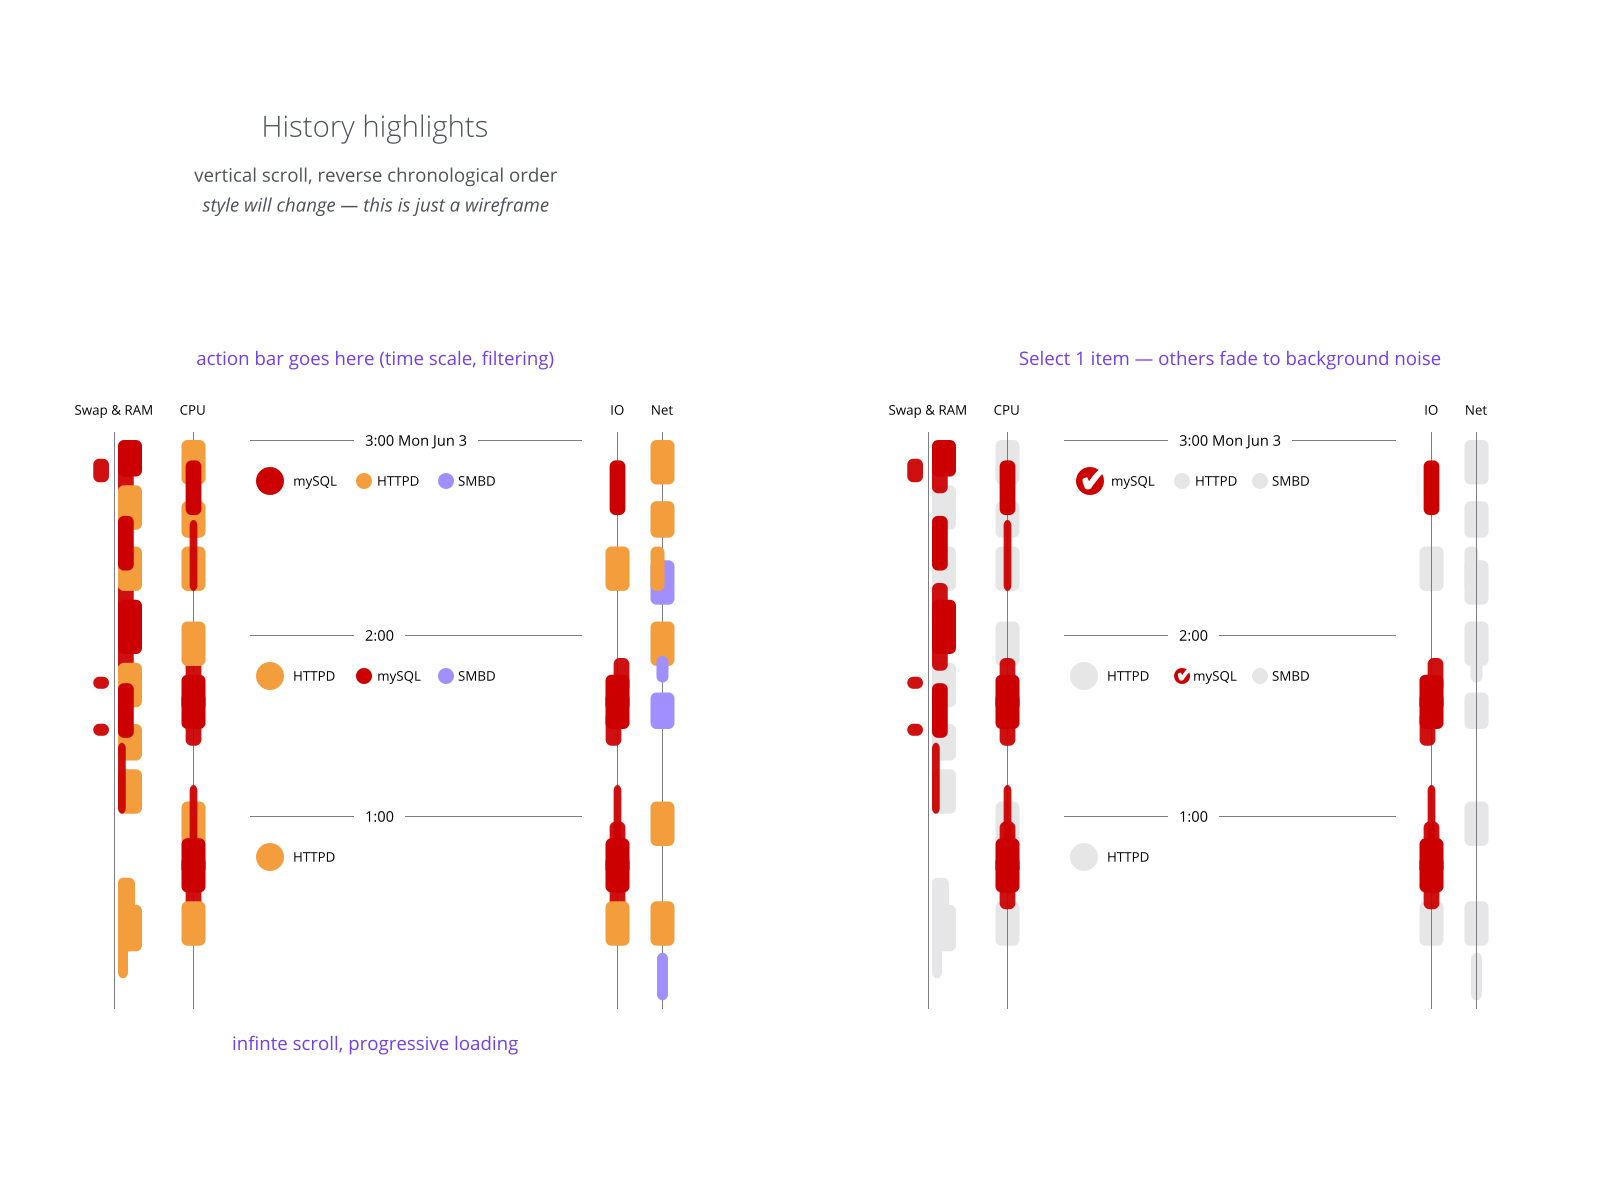 History highlights
vertical scroll, reverse chronological order
style will change — this is just a wireframe
action bar goes here (time scale, filtering)
Swap & RAM CPU IO Net
3:00 Mon Jun 3
mySQL HTTPD SMBD
2:00
HTTPD mySQL SMBD
1:00
HTTPD
infinte scroll, progressive loading
Select 1 item — others fade to background noise
Swap & RAM CPU IO Net
3:00 Mon Jun 3
mySQL HTTPD SMBD
2:00
HTTPD mySQL SMBD
1:00
HTTPD